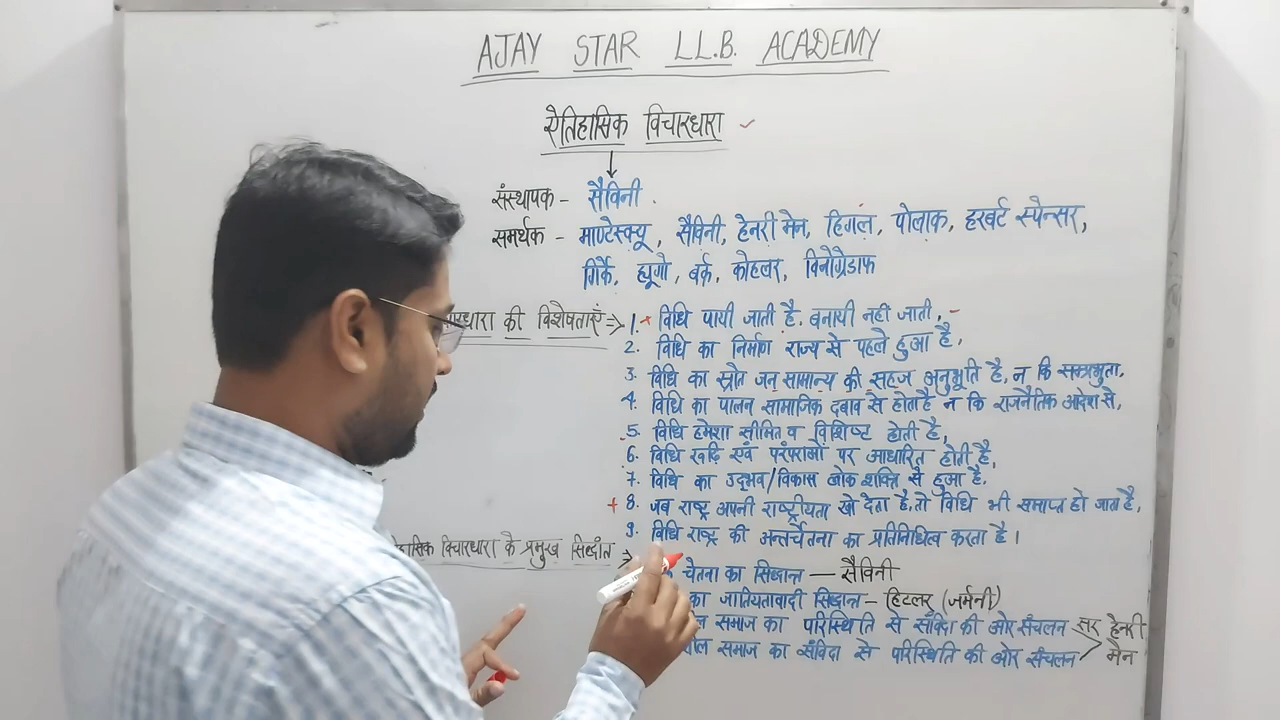 AJAY STAR LL.B. ACADEMY
ऐतिहासिक विचारधारा
संस्थापक - सैविनी
समर्थक - माण्टेस्क्यू, सैविनी, हेनरी मेन, हिगल, पोलाक, हरबर्ट स्पेन्सर,
गिर्के, ह्यूगो, बर्क, कोहलर, विनोग्रैडाफ
की विशेषताएँ => 1. विधि पायी जाती है. बनायी नहीं जाती,
2. विधि का निर्माण राज्य से पहले हुआ है,
3. विधि का स्रोत जन सामान्य की सहज अनुभूति है, न कि सम्प्रभुता,
4. विधि का पालन सामाजिक दबाव से होता है न कि राजनैतिक आदेश से,
5. विधि हमेशा सीमित व विशिष्ट होती है,
6. विधि रूढ़ि एवं परंपराओं पर आधारित होती है,
7. विधि का उद्भव/विकास लोक शक्ति से हुआ है,
8. जब राष्ट्र अपनी राष्ट्रीयता खो देता है, तो विधि भी समाप्त हो जाता है,
9. विधि राष्ट्र की अन्तर्चेतना का प्रतिनिधित्व करता है।
विचारधारा के प्रमुख सिद्धांत =>
चेतना का सिद्धान्त — सैविनी
का जातियतावादी सिद्धान्त - हिटलर (जर्मनी)
समाज का परिस्थिति से संविदा की ओर संचलन सर हेनरी
समाज का संविदा से परिस्थिति की ओर संचलन मेन